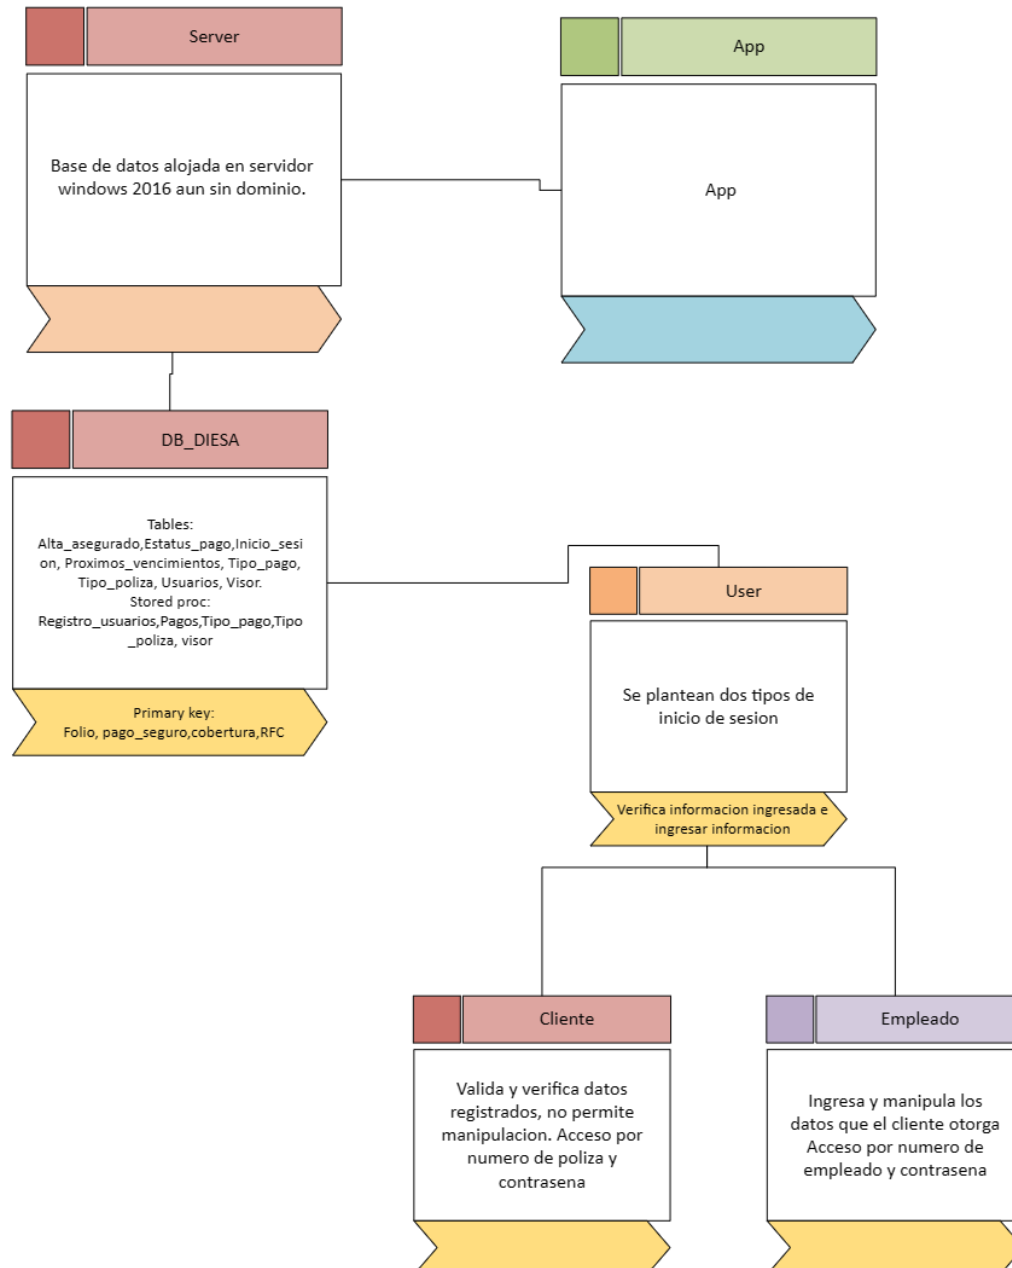 Server
Base de datos alojada en servidor
windows 2016 aun sin dominio.
App
App
DB_DIESA
Tables:
Alta_asegurado,Estatus_pago,Inicio_sesi
on, Proximos_vencimientos, Tipo_pago,
Tipo_poliza, Usuarios, Visor.
Stored proc:
Registro_usuarios,Pagos,Tipo_pago,Tipo
_poliza, visor
Primary key:
Folio, pago_seguro,cobertura,RFC
User
Se plantean dos tipos de
inicio de sesion
Verifica informacion ingresada e
ingresar informacion
Cliente
Valida y verifica datos
registrados, no permite
manipulacion. Acceso por
numero de poliza y
contrasena
Empleado
Ingresa y manipula los
datos que el cliente otorga
Acceso por numero de
empleado y contrasena